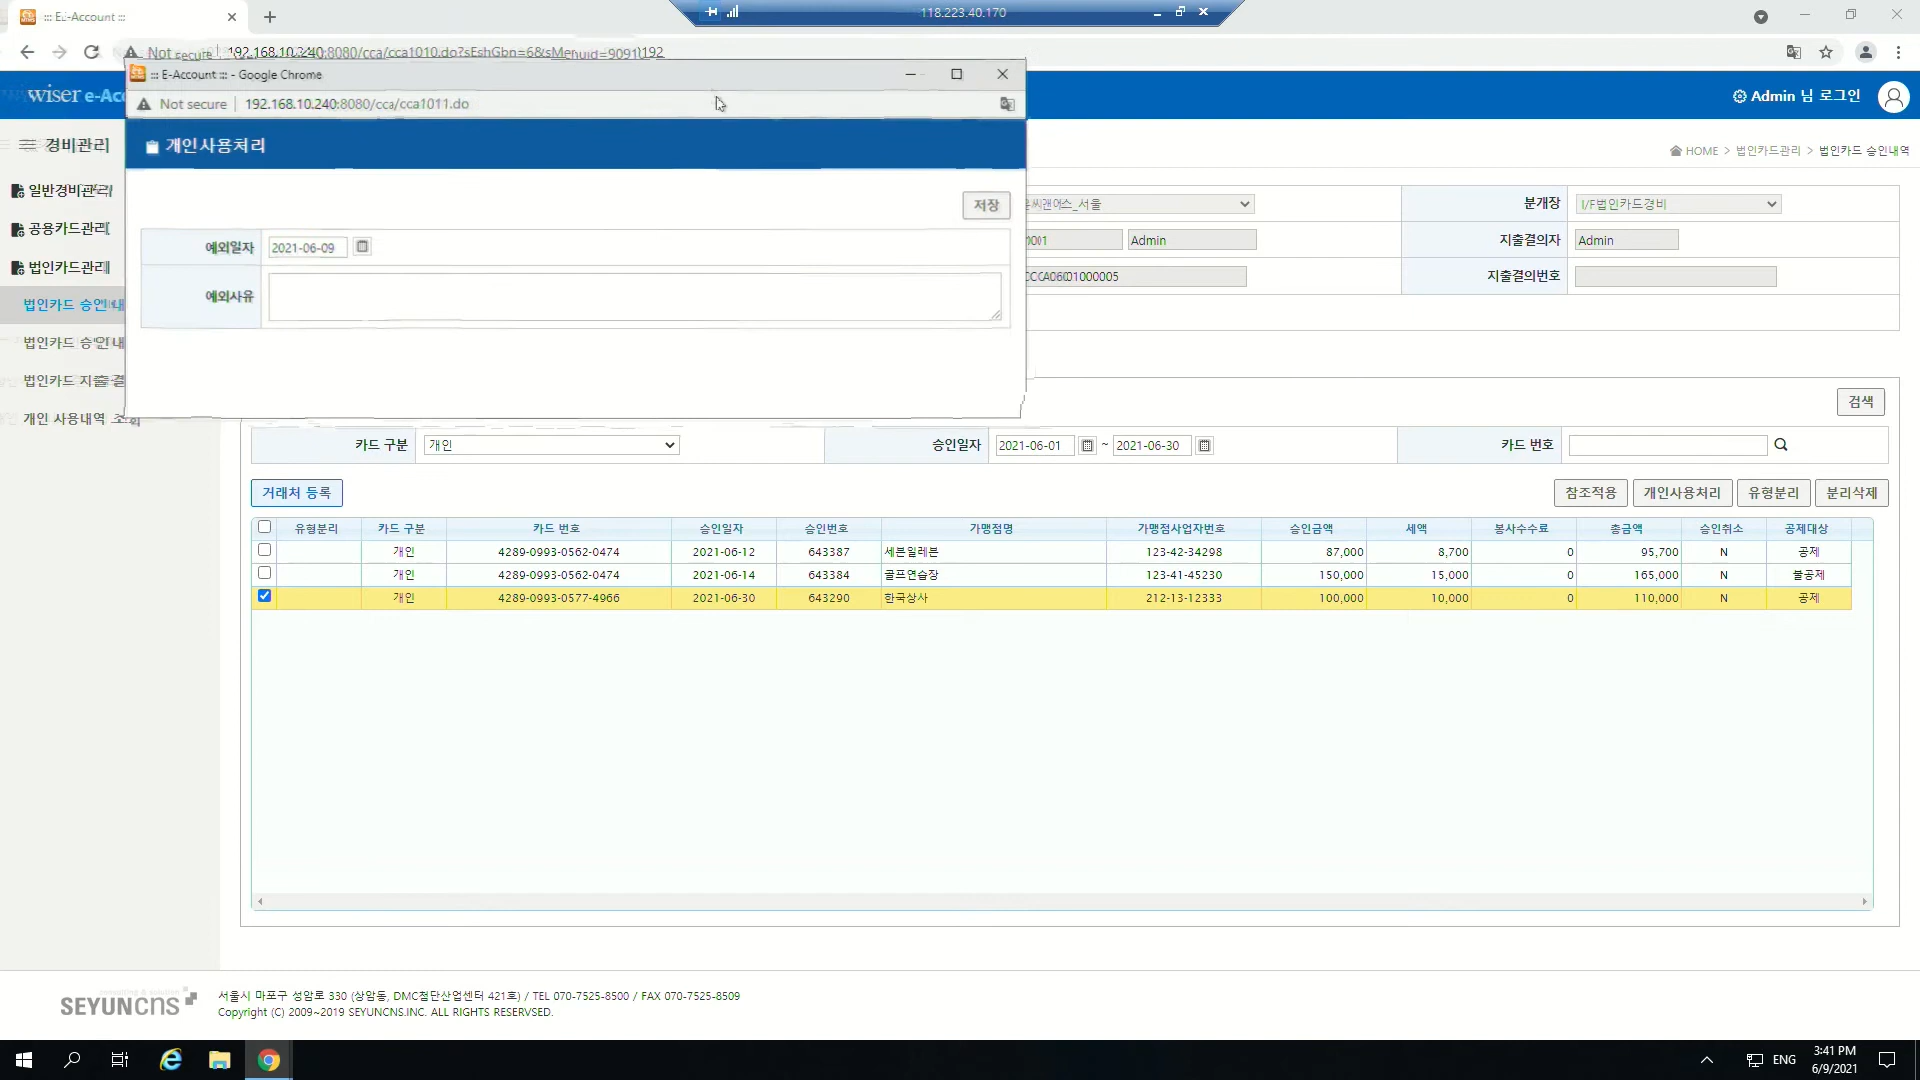 118.223.40.170
::: E-Account :::
Not secure 192.168.10.240:8080/cca/cca1010.do?sEshGbn=6&sMenuid=9091)192
::: E-Account ::: - Google Chrome
Not secure 192.168.10.240:8080/cca/cca1011.do
wiser e-Acc
Admin 님 로그인
개인사용처리
경비관리
HOME > 법인카드관리 > 법인카드 승인내역
저장
일반경비관리
공용카드관리
법인카드관리
법인카드 승인내
법인카드 승인내
법인카드 지출결
개인 사용내역 조회
예외일자 2021-06-09
예외사유
씨앤에스_서울
분개장 I/F법인카드경비
Admin
지출결의자 Admin
지출결의번호
검색
카드 구분 개인 승인일자 2021-06-01 ~ 2021-06-30 카드 번호
거래처 등록 참조적용 개인사용처리 유형분리 분리삭제
유형분리 카드 구분 카드 번호 승인일자 승인번호 가맹점명 가맹점사업자번호 승인금액 세액 봉사수수료 총금액 승인취소 공제대상
개인 4289-0993-0562-0474 2021-06-12 643387 세븐일레븐 123-42-34298 87,000 8,700 0 95,700 N 공제
개인 4289-0993-0562-0474 2021-06-14 643384 골프연습장 123-41-45230 150,000 15,000 0 165,000 N 불공제
개인 4289-0993-0577-4966 2021-06-30 643290 한국상사 212-13-12333 100,000 10,000 0 110,000 N 공제
SEYUNCNS
서울시 마포구 성암로 330 (상암동, DMC첨단산업센터 421호) / TEL 070-7525-8500 / FAX 070-7525-8509
Copyright (C) 2009~2019 SEYUNCNS.INC. ALL RIGHTS RESERVSED.
ENG
3:41 PM
6/9/2021